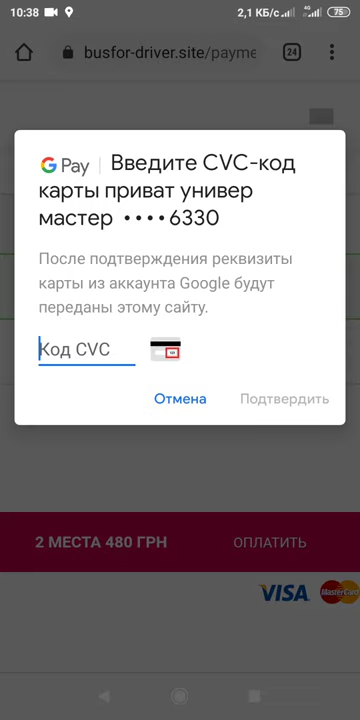 10:38 2,1 КБ/с 4G 75
busfor-driver.site/payme 24
G Pay | Введите CVC-код
карты приват универ
мастер •••• 6330
После подтверждения реквизиты
карты из аккаунта Google будут
переданы этому сайту.
Код CVC
Отмена Подтвердить
2 МЕСТА 480 ГРН ОПЛАТИТЬ
VISA MasterCard